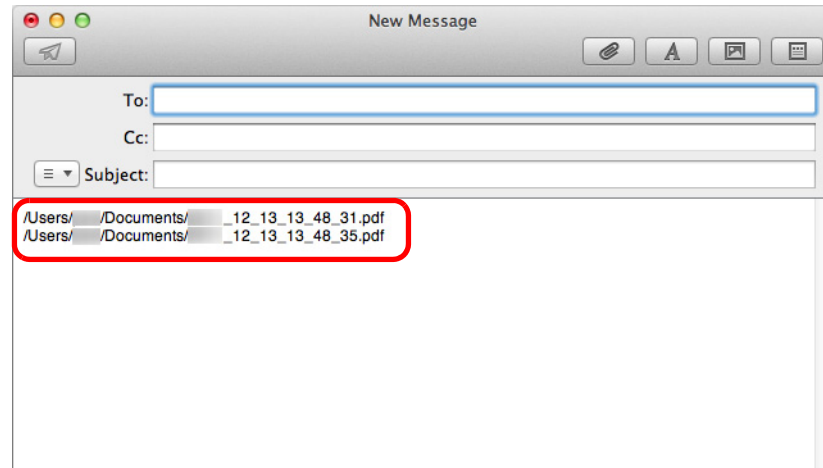 New Message
To:
Cc:
Subject:
/Users/ /Documents/ _12_13_13_48_31.pdf
/Users/ /Documents/ _12_13_13_48_35.pdf